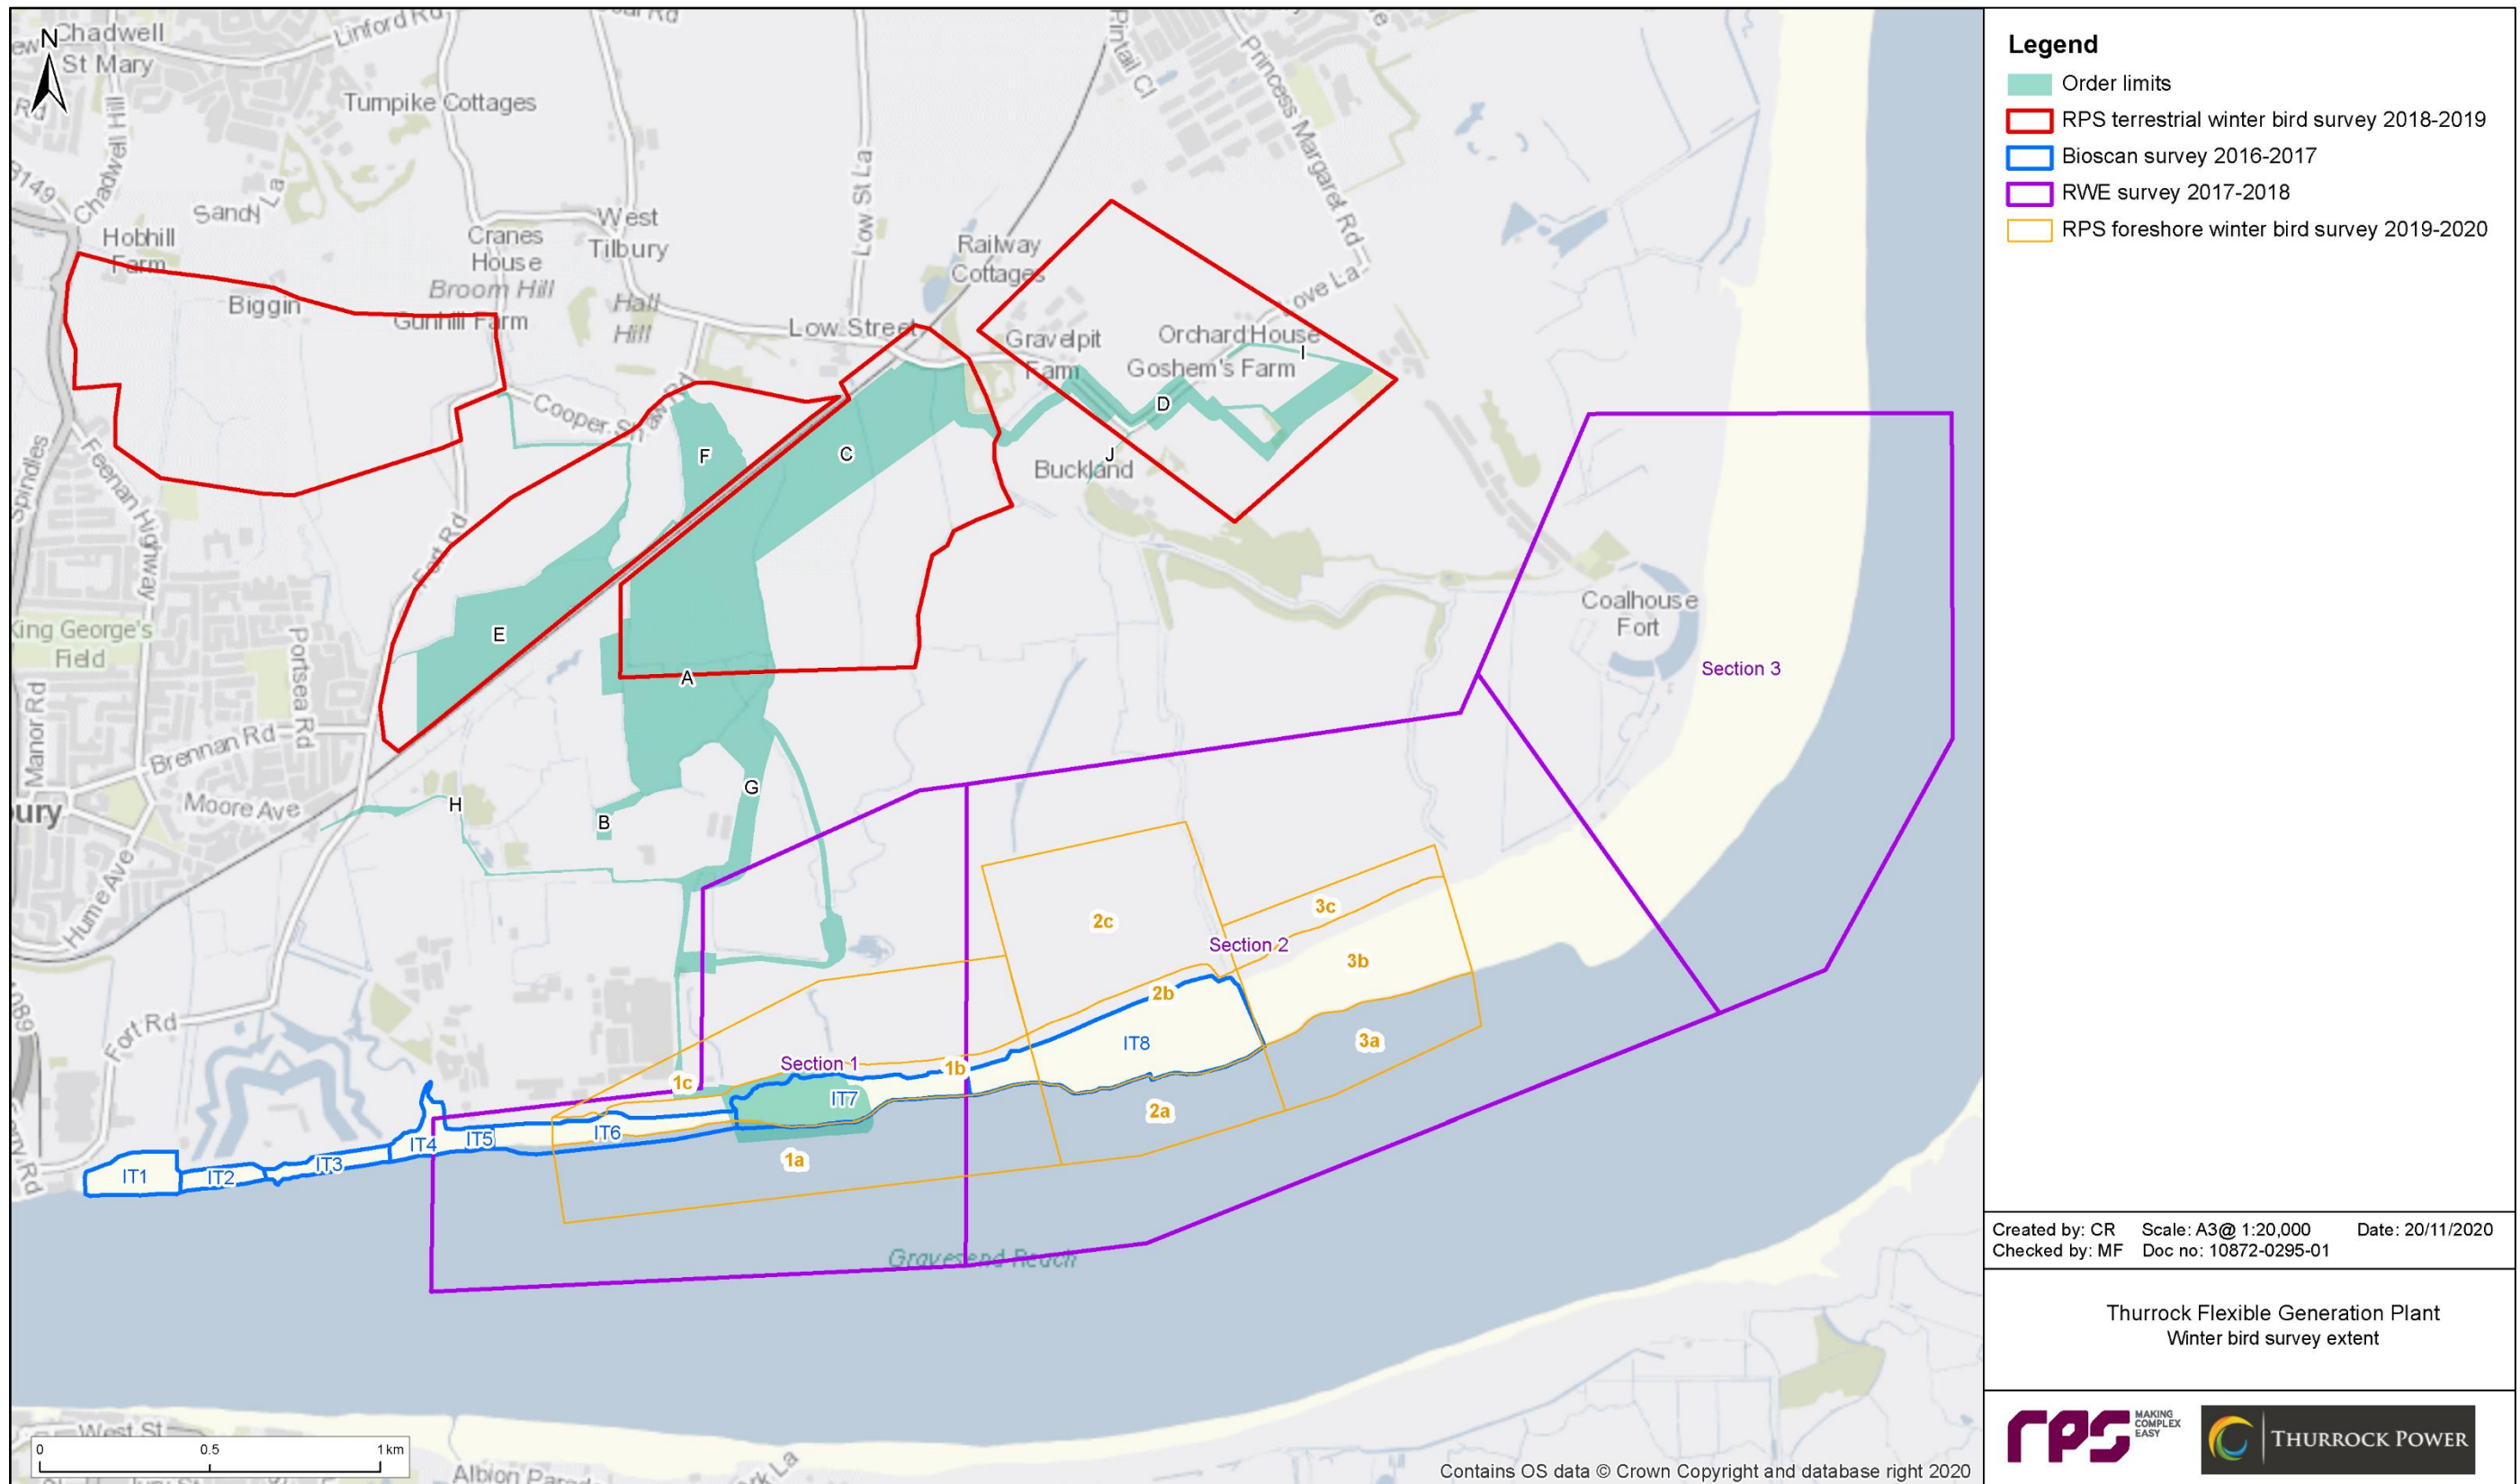 Chadwell
St Mary
N
Linford Rd
Chadwell Hill
Turnpike Cottages
Sandy La
Hobhill
Farm
Biggin
Cranes
House
Broom Hill
Gunhill Farm
West
Tilbury
Hall
Hill
Low St La
Low Street
Railway
Cottages
Pintail Cl
Princess Margaret Rd
Love La
Gravelpit
Farm
Orchard House
Goshem's Farm
I
D
J
Buckland
Feenan Highway
Fort Rd
F
C
E
A
G
H
B
King George's
Field
Manor Rd
Portsea Rd
Brennan Rd
Moore Ave
Hume Ave
Fort Rd
Coalhouse
Fort
Section 3
Section 2
Section 1
2c
3c
3b
2b
3a
2a
1b
1c
1a
IT1
IT2
IT3
IT4
IT5
IT6
IT7
IT8
Gravesend Reach
West St
0
0.5
1km
Contains OS data © Crown Copyright and database right 2020
Legend
Order limits
RPS terrestrial winter bird survey 2018-2019
Bioscan survey 2016-2017
RWE survey 2017-2018
RPS foreshore winter bird survey 2019-2020
Created by: CR Scale: A3@ 1:20,000 Date: 20/11/2020
Checked by: MF Doc no: 10872-0295-01
Thurrock Flexible Generation Plant
Winter bird survey extent
rps
MAKING
COMPLEX
EASY
THURROCK POWER